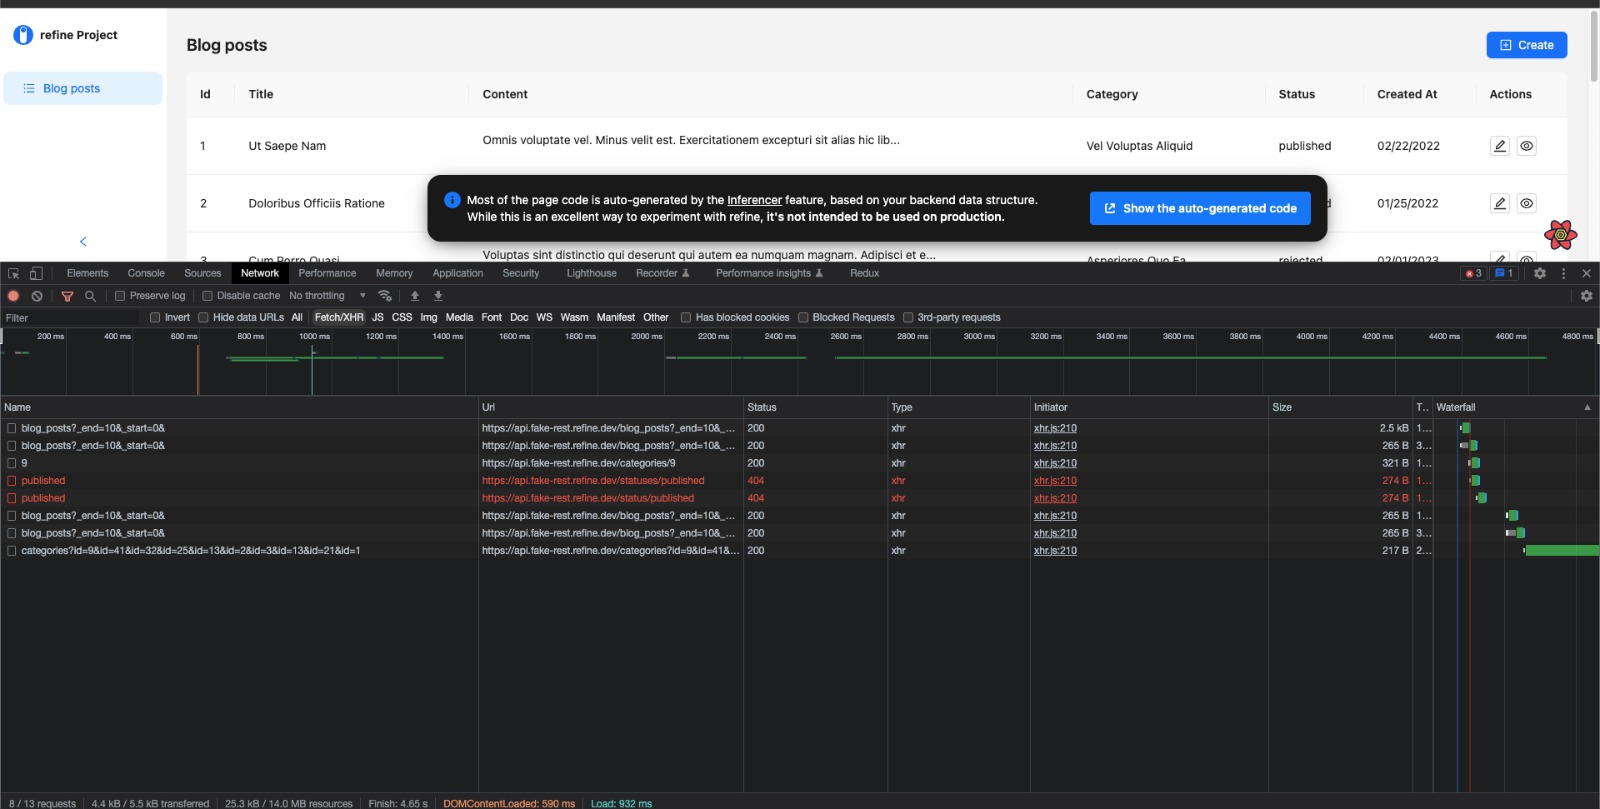 refine Project
Blog posts
Blog posts
Create
Id Title Content Category Status Created At Actions
1 Ut Saepe Nam Omnis voluptate vel. Minus velit est. Exercitationem excepturi sit alias hic lib... Vel Voluptas Aliquid published 02/22/2022
2 Doloribus Officiis Ratione 01/25/2022
Most of the page code is auto-generated by the Inferencer feature, based on your backend data structure.
While this is an excellent way to experiment with refine, it's not intended to be used on production.
Show the auto-generated code
3 Cum Porro Quasi Voluptas sint distinctio qui deserunt qui autem ea numquam magnam. Adipisci et e... Asperiores Quo Ea rejected 02/01/2023
Elements Console Sources Network Performance Memory Application Security Lighthouse Recorder Performance insights Redux 3 1
Preserve log Disable cache No throttling
Filter Invert Hide data URLs All Fetch/XHR JS CSS Img Media Font Doc WS Wasm Manifest Other Has blocked cookies Blocked Requests 3rd-party requests
200 ms 400 ms 600 ms 800 ms 1000 ms 1200 ms 1400 ms 1600 ms 1800 ms 2000 ms 2200 ms 2400 ms 2600 ms 2800 ms 3000 ms 3200 ms 3400 ms 3600 ms 3800 ms 4000 ms 4200 ms 4400 ms 4600 ms 4800 ms
Name Url Status Type Initiator Size T... Waterfall
blog_posts?_end=10&_start=0& https://api.fake-rest.refine.dev/blog_posts?_end=10&_... 200 xhr xhr.js:210 2.5 kB 1...
blog_posts?_end=10&_start=0& https://api.fake-rest.refine.dev/blog_posts?_end=10&_... 200 xhr xhr.js:210 265 B 3...
9 https://api.fake-rest.refine.dev/categories/9 200 xhr xhr.js:210 321 B 1...
published https://api.fake-rest.refine.dev/statuses/published 404 xhr xhr.js:210 274 B 1...
published https://api.fake-rest.refine.dev/status/published 404 xhr xhr.js:210 274 B 1...
blog_posts?_end=10&_start=0& https://api.fake-rest.refine.dev/blog_posts?_end=10&_... 200 xhr xhr.js:210 265 B 1...
blog_posts?_end=10&_start=0& https://api.fake-rest.refine.dev/blog_posts?_end=10&_... 200 xhr xhr.js:210 265 B 3...
categories?id=9&id=41&id=32&id=25&id=13&id=2&id=3&id=13&id=21&id=1 https://api.fake-rest.refine.dev/categories?id=9&id=41&... 200 xhr xhr.js:210 217 B 2...
8 / 13 requests 4.4 kB / 5.5 kB transferred 25.3 kB / 14.0 MB resources Finish: 4.65 s DOMContentLoaded: 590 ms Load: 932 ms